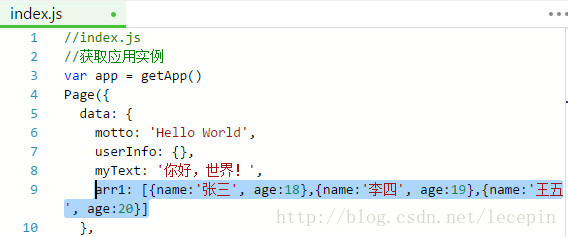 index.js
1 //index.js
2 //获取应用实例
3 var app = getApp()
4 Page({
5 data: {
6 motto: 'Hello World',
7 userInfo: {},
8 myText: '你好，世界！',
9 arr1: [{name:'张三', age:18},{name:'李四', age:19},{name:'王五
', age:20}]
10 },
http://blog.csdn.net/lecepin